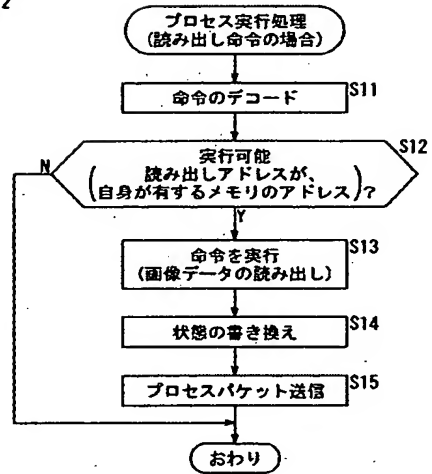 2
プロセス実行処理
(読み出し命令の場合)
命令のデコード
S11
S12
N
実行可能
(読み出しアドレスが、
自身が有するメモリのアドレス)?
Y
命令を実行
(画像データの読み出し)
S13
状態の書き換え
S14
プロセスパケット送信
S15
おわり